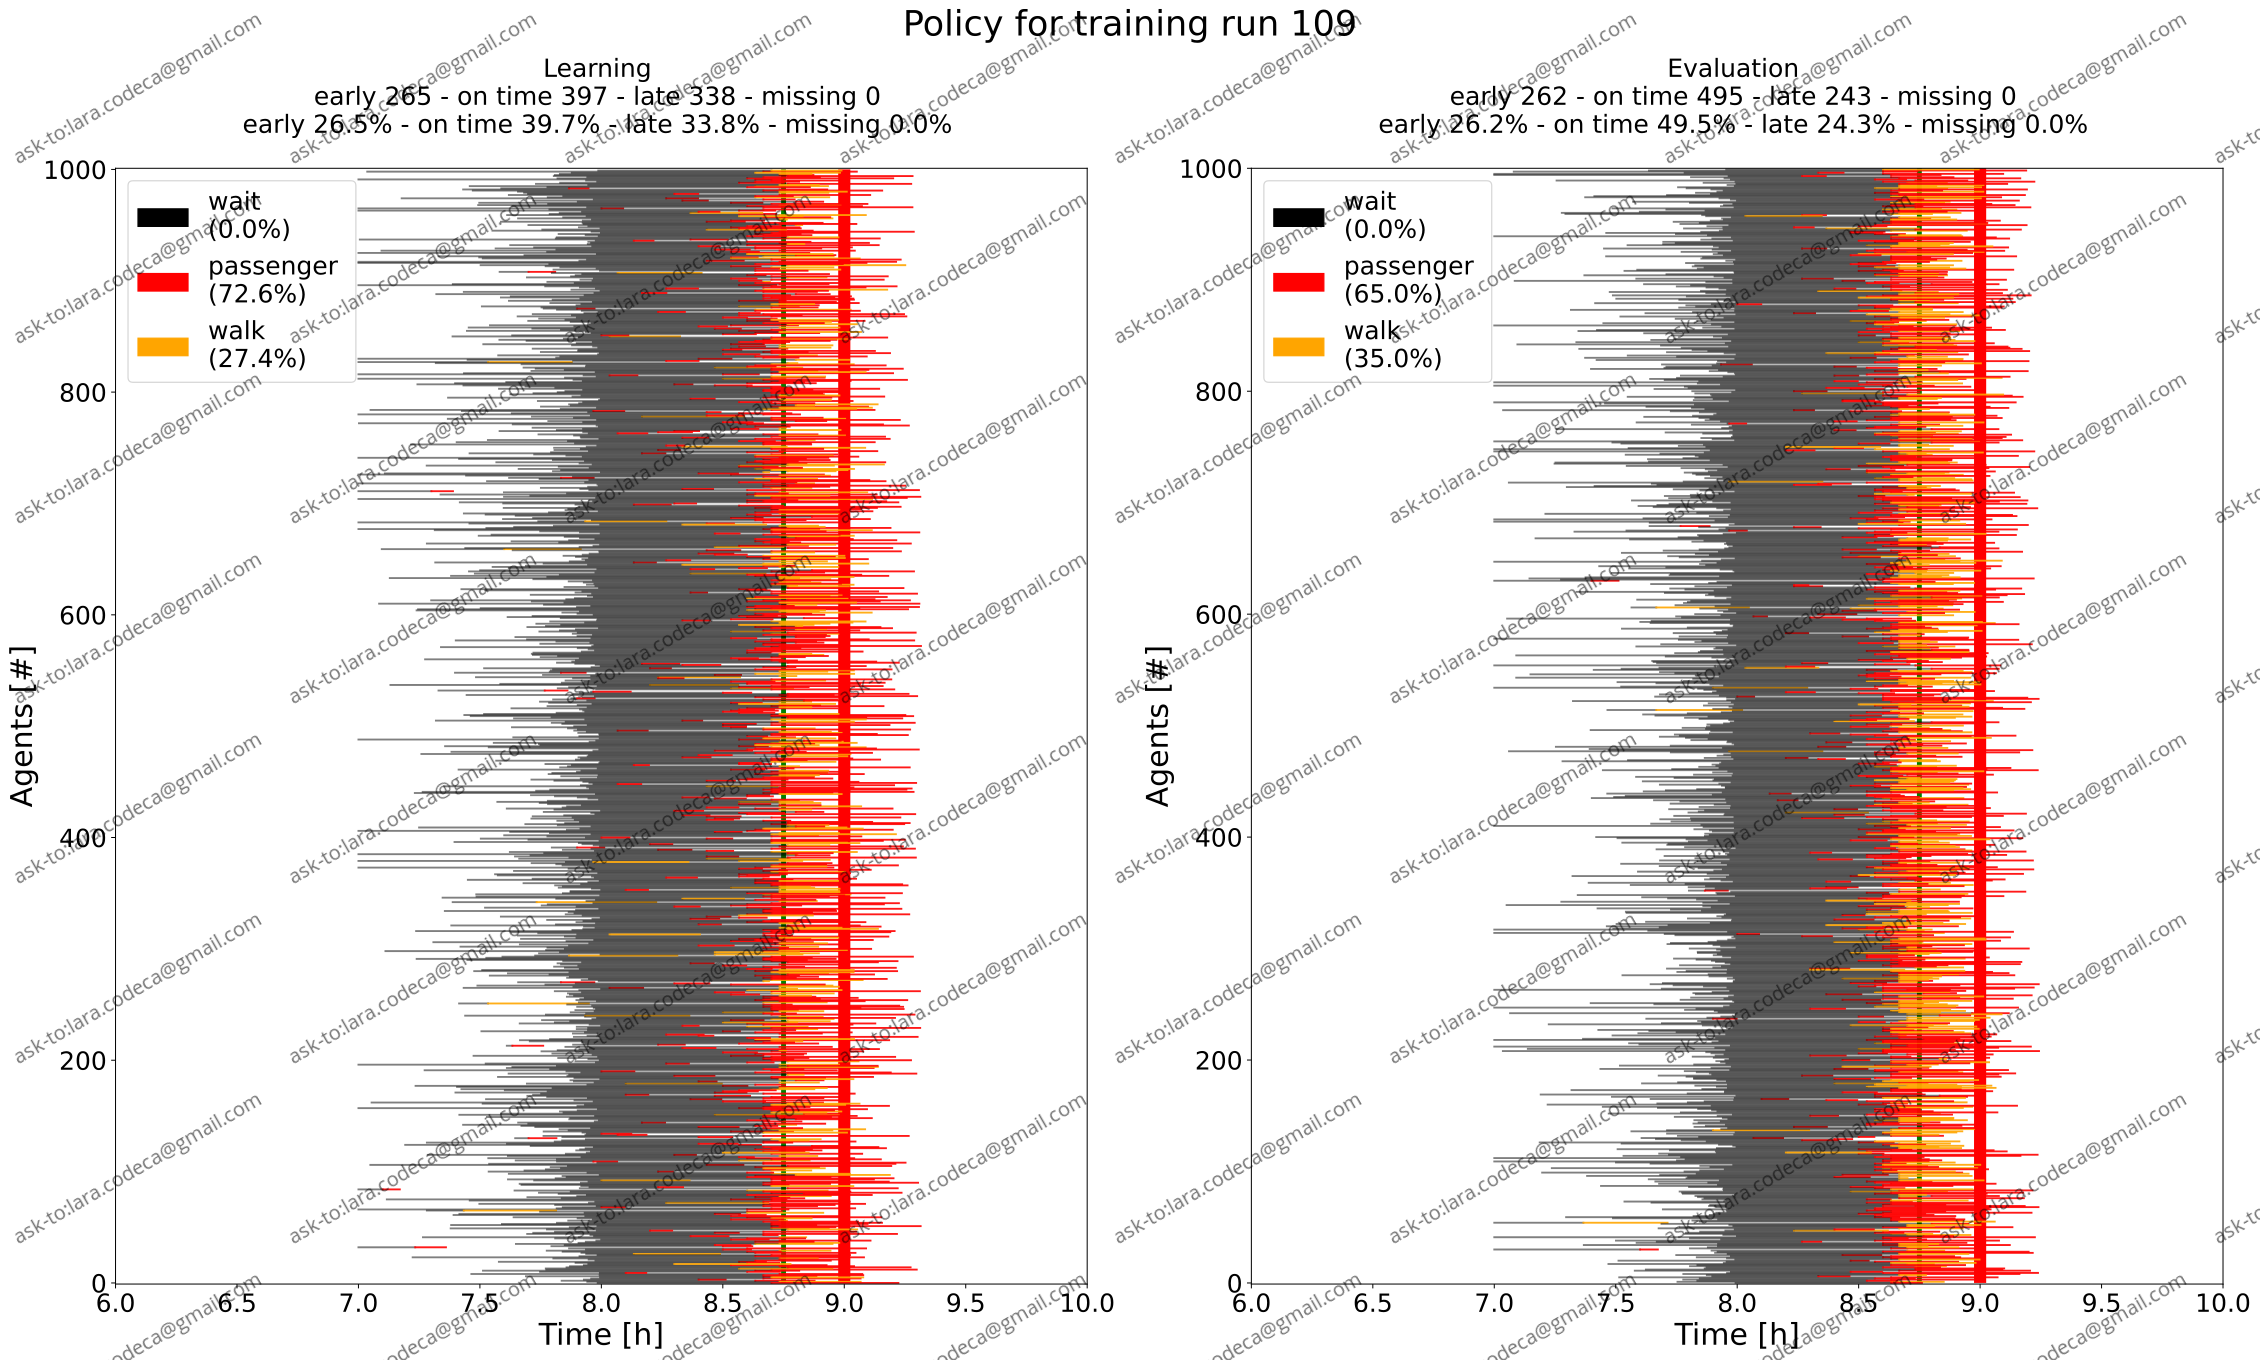 Policy for training run 109
Learning
early 265 - on time 397 - late 338 - missing 0
early 26.5% - on time 39.7% - late 33.8% - missing 0.0%
1000
800
600
400
200
0
Agents [#]
wait
(0.0%)
passenger
(72.6%)
walk
(27.4%)
6.0 6.5 7.0 7.5 8.0 8.5 9.0 9.5 10.0
Time [h]
Evaluation
early 262 - on time 495 - late 243 - missing 0
early 26.2% - on time 49.5% - late 24.3% - missing 0.0%
1000
800
600
400
200
0
Agents [#]
wait
(0.0%)
passenger
(65.0%)
walk
(35.0%)
6.0 6.5 7.0 7.5 8.0 8.5 9.0 9.5 10.0
Time [h]
ask-to:lara.codeca@gmail.com